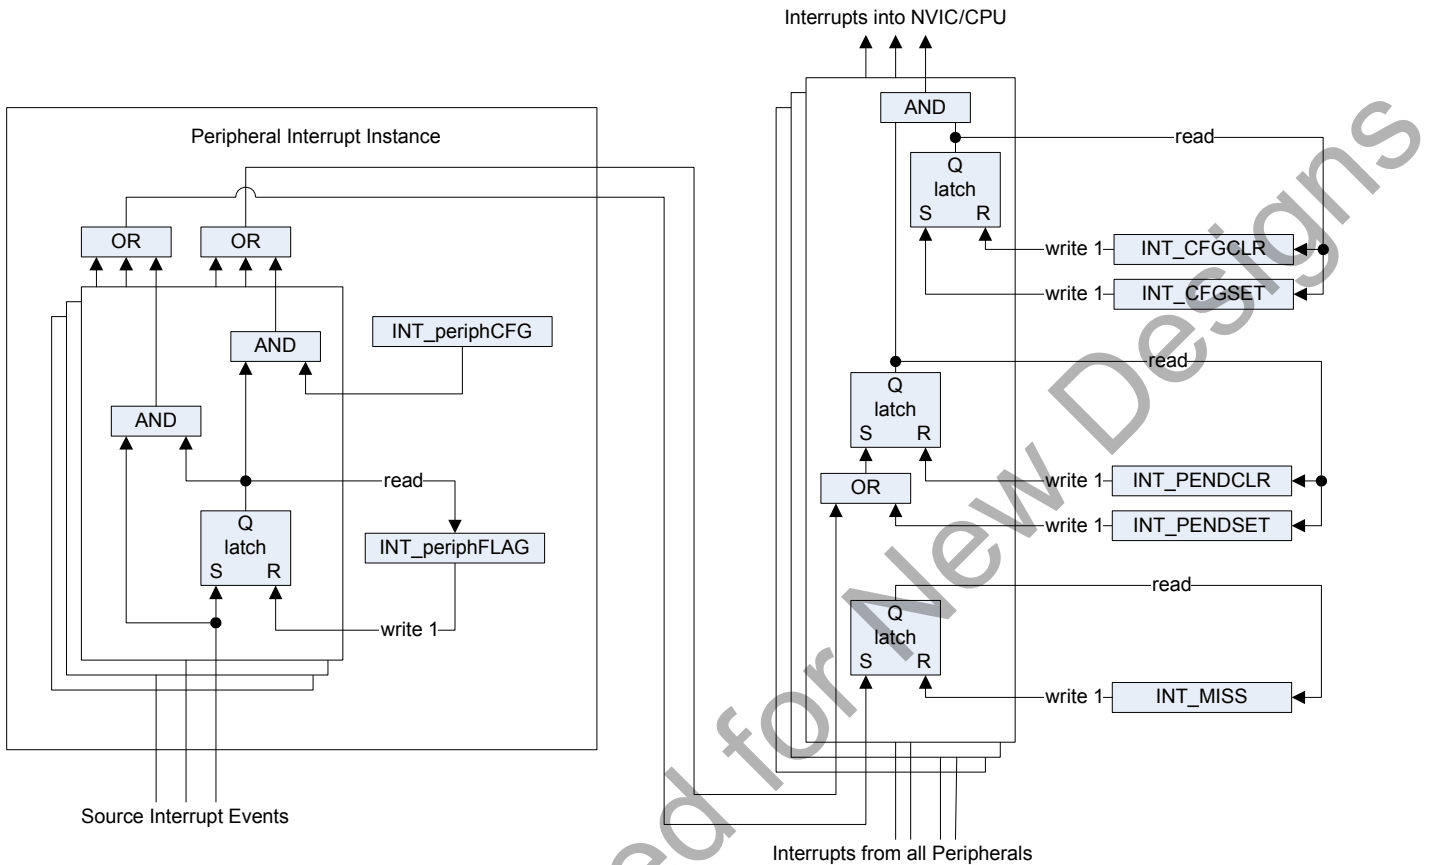 Interrupts into NVIC/CPU
Peripheral Interrupt Instance
OR
OR
AND
INT_periphCFG
AND
read
Q
latch
S R
INT_periphFLAG
write 1
Source Interrupt Events
AND
read
Q
latch
S R
write 1
INT_CFGCLR
write 1
INT_CFGSET
read
Q
latch
S R
OR
write 1
INT_PENDCLR
write 1
INT_PENDSET
read
Q
latch
S R
write 1
INT_MISS
Interrupts from all Peripherals
ed for New Designs